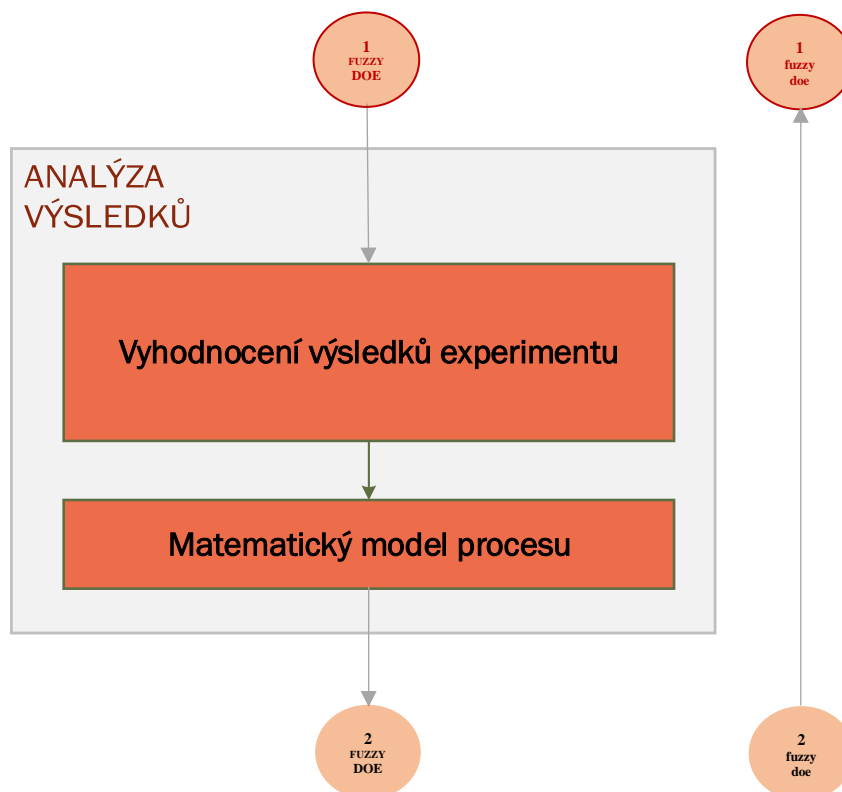 1
FUZZY
DOE
1
fuzzy
doe
ANALÝZA
VÝSLEDKŮ
Vyhodnocení výsledků experimentu
Matematický model procesu
2
FUZZY
DOE
2
fuzzy
doe